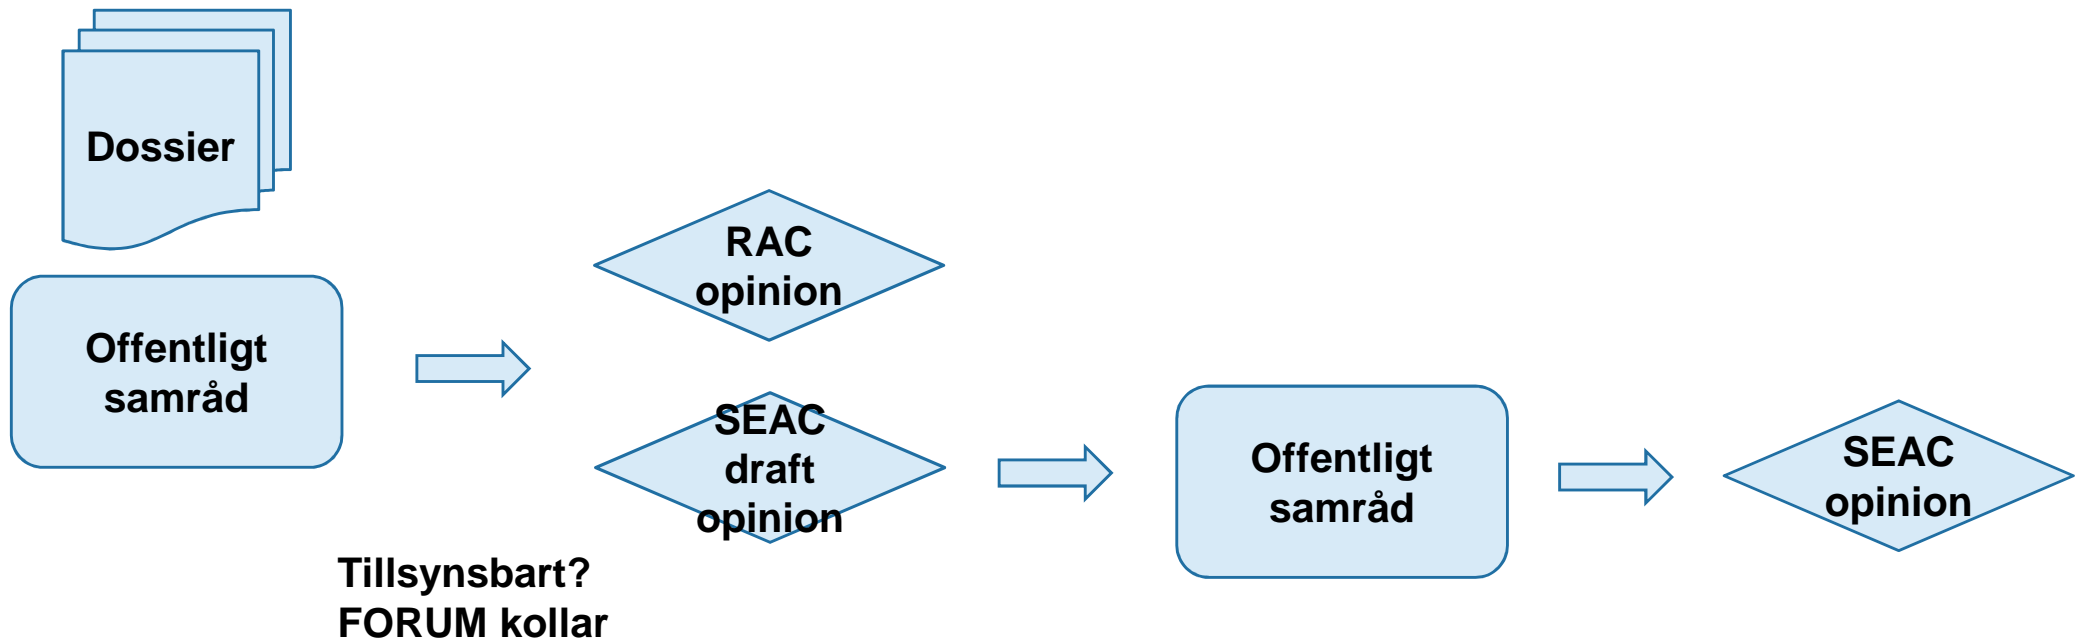 Dossier
Offentligt
samråd
RAC
opinion
SEAC
draft
opinion
Tillsynsbart?
FORUM kollar
Offentligt
samråd
SEAC
opinion